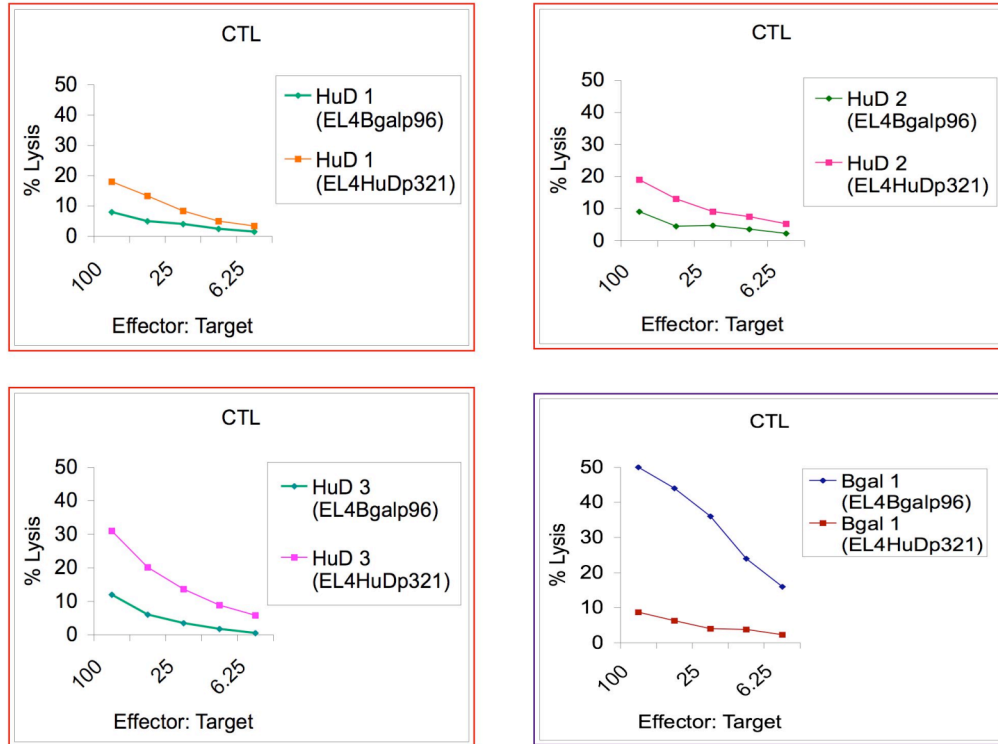 CTL
% Lysis
50
40
30
20
10
0
100
25
6.25
Effector: Target
HuD 1
(EL4Bgalp96)
HuD 1
(EL4HuDp321)
CTL
% Lysis
50
40
30
20
10
0
100
25
6.25
Effector: Target
HuD 2
(EL4Bgalp96)
HuD 2
(EL4HuDp321)
CTL
% Lysis
50
40
30
20
10
0
100
25
6.25
Effector: Target
HuD 3
(EL4Bgalp96)
HuD 3
(EL4HuDp321)
CTL
% Lysis
50
40
30
20
10
0
100
25
6.25
Effector: Target
Bgal 1
(EL4Bgalp96)
Bgal 1
(EL4HuDp321)